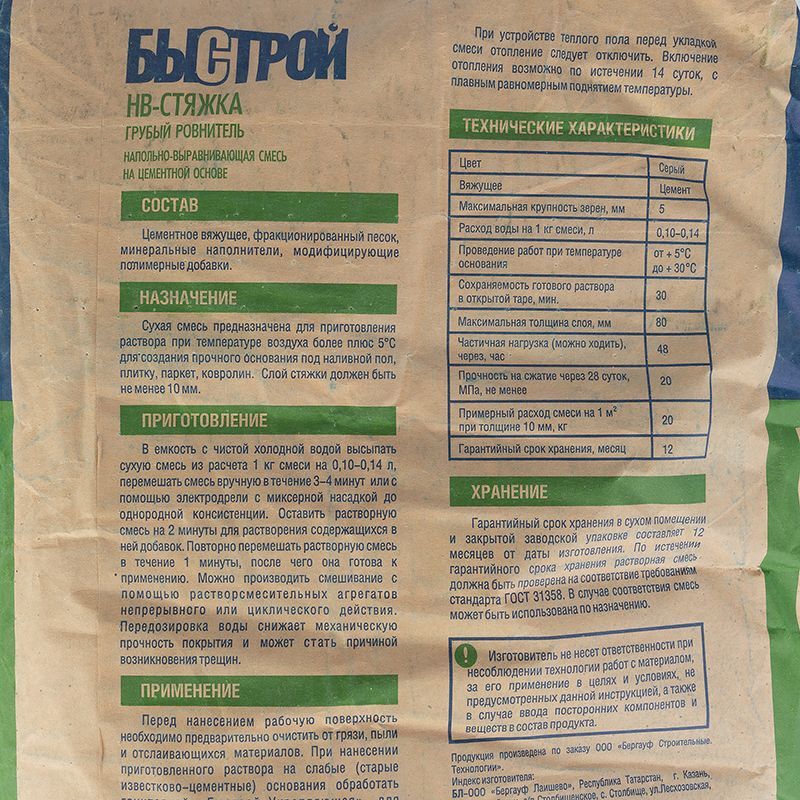 БЫСТРОЙ
НВ-СТЯЖКА
ГРУБЫЙ РОВНИТЕЛЬ
НАПОЛЬНО-ВЫРАВНИВАЮЩАЯ СМЕСЬ
НА ЦЕМЕНТНОЙ ОСНОВЕ
СОСТАВ
Цементное вяжущее, фракционированный песок,
минеральные наполнители, модифицирующие
полимерные добавки.
НАЗНАЧЕНИЕ
Сухая смесь предназначена для приготовления
раствора при температуре воздуха более плюс 5°С
для создания прочного основания под наливной пол,
плитку, паркет, ковролин. Слой стяжки должен быть
не менее 10 мм.
ПРИГОТОВЛЕНИЕ
В емкость с чистой холодной водой высыпать
сухую смесь из расчета 1 кг смеси на 0,10–0,14 л,
перемешать смесь вручную в течение 3–4 минут или с
помощью электродрели с миксерной насадкой до
однородной консистенции. Оставить растворную
смесь на 2 минуты для растворения содержащихся в
ней добавок. Повторно перемешать растворную смесь
в течение 1 минуты, после чего она готова к
применению. Можно производить смешивание с
помощью растворсмесительных агрегатов
непрерывного или циклического действия.
Передозировка воды снижает механическую
прочность покрытия и может стать причиной
возникновения трещин.
ПРИМЕНЕНИЕ
Перед нанесением рабочую поверхность
необходимо предварительно очистить от грязи, пыли
и отслаивающихся материалов. При нанесении
приготовленного раствора на слабые (старые
известково-цементные) основания обработать
При устройстве теплого пола перед укладкой
смеси отопление следует отключить. Включение
отопления возможно по истечении 14 суток, с
плавным равномерным поднятием температуры.
ТЕХНИЧЕСКИЕ ХАРАКТЕРИСТИКИ
Цвет Серый
Вяжущее Цемент
Максимальная крупность зерен, мм 5
Расход воды на 1 кг смеси, л 0,10–0,14
Проведение работ при температуре от + 5°С
основания до + 30°С
Сохраняемость готового раствора
в открытой таре, мин. 30
Максимальная толщина слоя, мм 80
Частичная нагрузка (можно ходить),
через, час 48
Прочность на сжатие через 28 суток,
МПа, не менее 20
Примерный расход смеси на 1 м²
при толщине 10 мм, кг 20
Гарантийный срок хранения, месяц 12
ХРАНЕНИЕ
Гарантийный срок хранения в сухом помещении
и закрытой заводской упаковке составляет 12
месяцев от даты изготовления. По истечении
гарантийного срока хранения растворная смесь
должна быть проверена на соответствие требованиям
стандарта ГОСТ 31358. В случае соответствия смесь
может быть использована по назначению.
! Изготовитель не несет ответственности при
несоблюдении технологии работ с материалом,
за его применение в целях и условиях, не
предусмотренных данной инструкцией, а также
в случае ввода посторонних компонентов и
веществ в состав продукта.
Продукция произведена по заказу ООО «Бергауф Строительные
Технологии».
Индекс изготовителя:
БЛ-ООО «Бергауф Лаишево», Республика Татарстан, г. Казань,
Столбищенское, с. Столбище, ул.Лесхозовская,